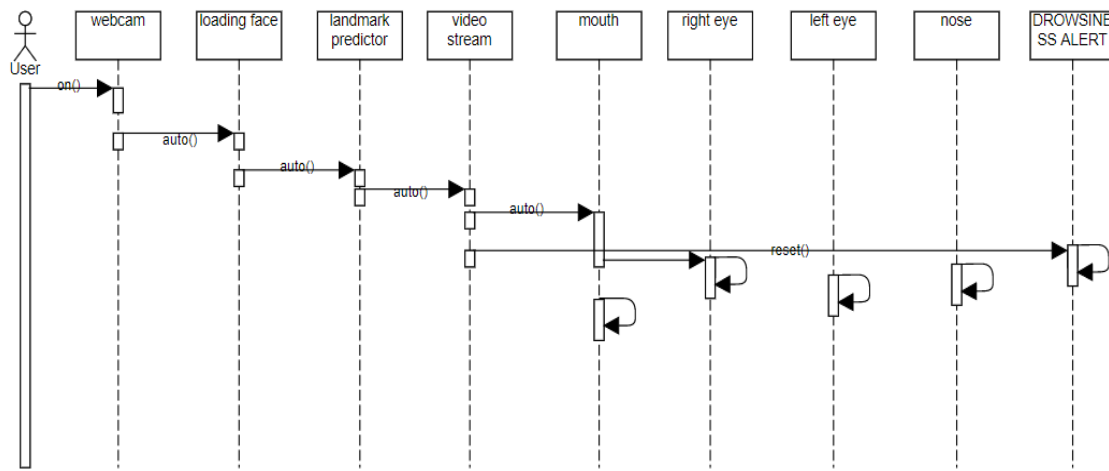 webcam
loading face
landmark
predictor
video
stream
mouth
right eye
left eye
nose
DROWSINE
SS ALERT
User
on()
auto()
auto()
auto()
auto()
reset()